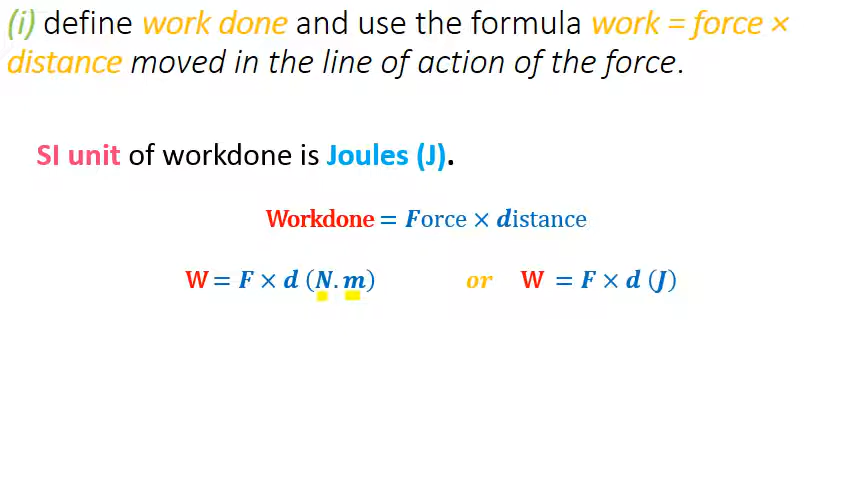 (i) define work done and use the formula work = force ×
distance moved in the line of action of the force.
SI unit of workdone is Joules (J).
Workdone = Force × distance
W = F × d (N.m) or W = F × d (J)